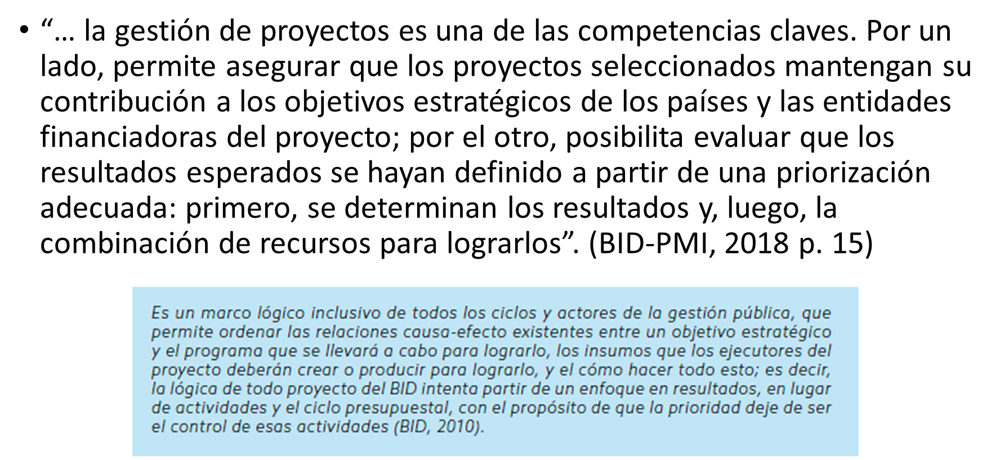 • “… la gestión de proyectos es una de las competencias claves. Por un
lado, permite asegurar que los proyectos seleccionados mantengan su
contribución a los objetivos estratégicos de los países y las entidades
financiadoras del proyecto; por el otro, posibilita evaluar que los
resultados esperados se hayan definido a partir de una priorización
adecuada: primero, se determinan los resultados y, luego, la
combinación de recursos para lograrlos”. (BID-PMI, 2018 p. 15)
Es un marco lógico inclusivo de todos los ciclos y actores de la gestión pública, que
permite ordenar las relaciones causa-efecto existentes entre un objetivo estratégico
y el programa que se llevará a cabo para lograrlo, los insumos que los ejecutores del
proyecto deberán crear o producir para lograrlo, y el cómo hacer todo esto; es decir,
la lógica de todo proyecto del BID intenta partir de un enfoque en resultados, en lugar
de actividades y el ciclo presupuestal, con el propósito de que la prioridad deje de ser
el control de esas actividades (BID, 2010).